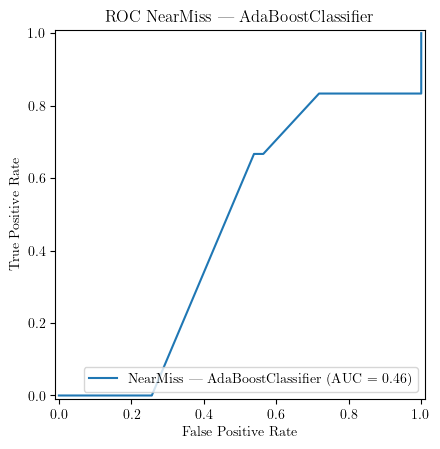 ROC NearMiss — AdaBoostClassifier
True Positive Rate
1.0
0.8
0.6
0.4
0.2
0.0
NearMiss — AdaBoostClassifier (AUC = 0.46)
0.0 0.2 0.4 0.6 0.8 1.0
False Positive Rate